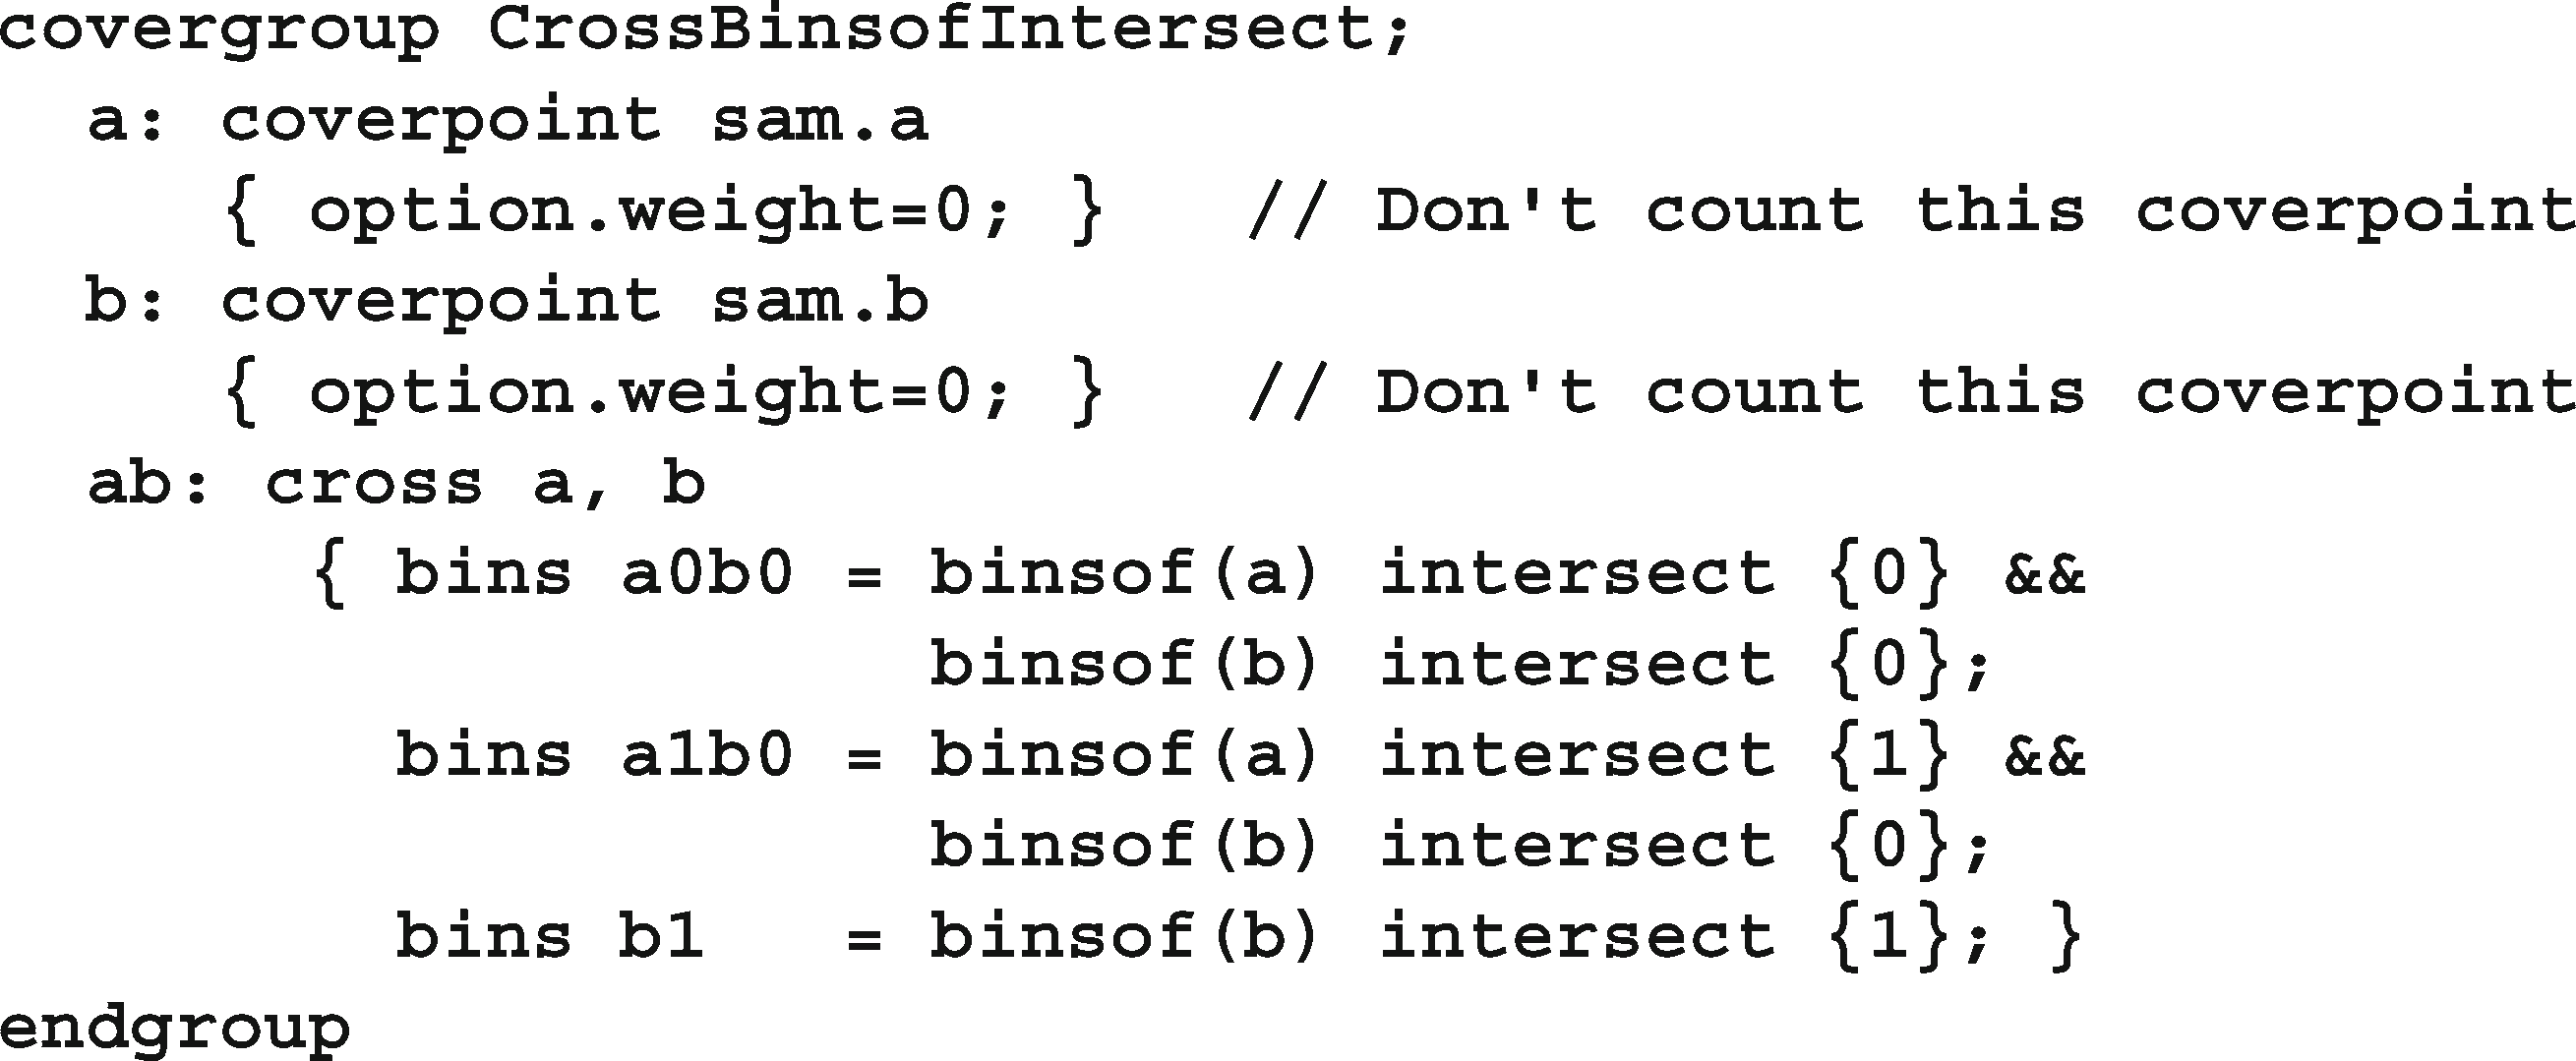 covergroup CrossBinsofIntersect;
  a: coverpoint sam.a
     { option.weight=0; }   // Don't count this coverpoint
  b: coverpoint sam.b
     { option.weight=0; }   // Don't count this coverpoint
  ab: cross a, b
       { bins a0b0 = binsof(a) intersect {0} &&
                     binsof(b) intersect {0};
         bins a1b0 = binsof(a) intersect {1} &&
                     binsof(b) intersect {0};
         bins b1   = binsof(b) intersect {1}; }
endgroup